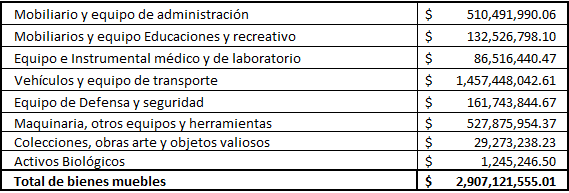 Mobiliario y equipo de administración $ 510,491,990.06
Mobiliarios y equipo Educaciones y recreativo $ 132,526,798.10
Equipo e Instrumental médico y de laboratorio $ 86,516,440.47
Vehículos y equipo de transporte $ 1,457,448,042.61
Equipo de Defensa y seguridad $ 161,743,844.67
Maquinaria, otros equipos y herramientas $ 527,875,954.37
Colecciones, obras arte y objetos valiosos $ 29,273,238.23
Activos Biológicos $ 1,245,246.50
Total de bienes muebles $ 2,907,121,555.01